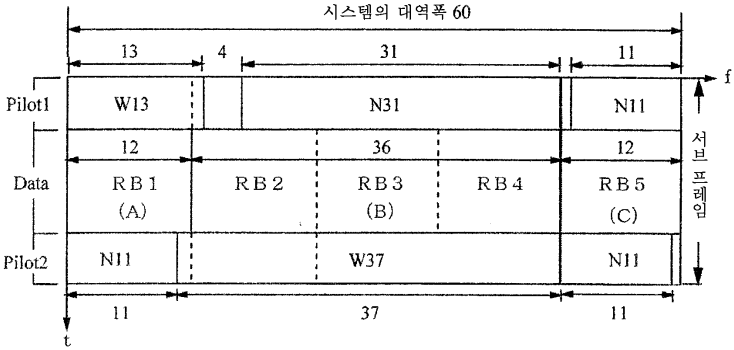 시스템의 대역폭 60
13 4 31 11
f
Pilot1 W13 N31 N11
12 36 12
Data RB1 RB2 RB3 RB4 RB5
(A) (B) (C)
Pilot2 N11 W37 N11
11 37 11
t
서브 프레임